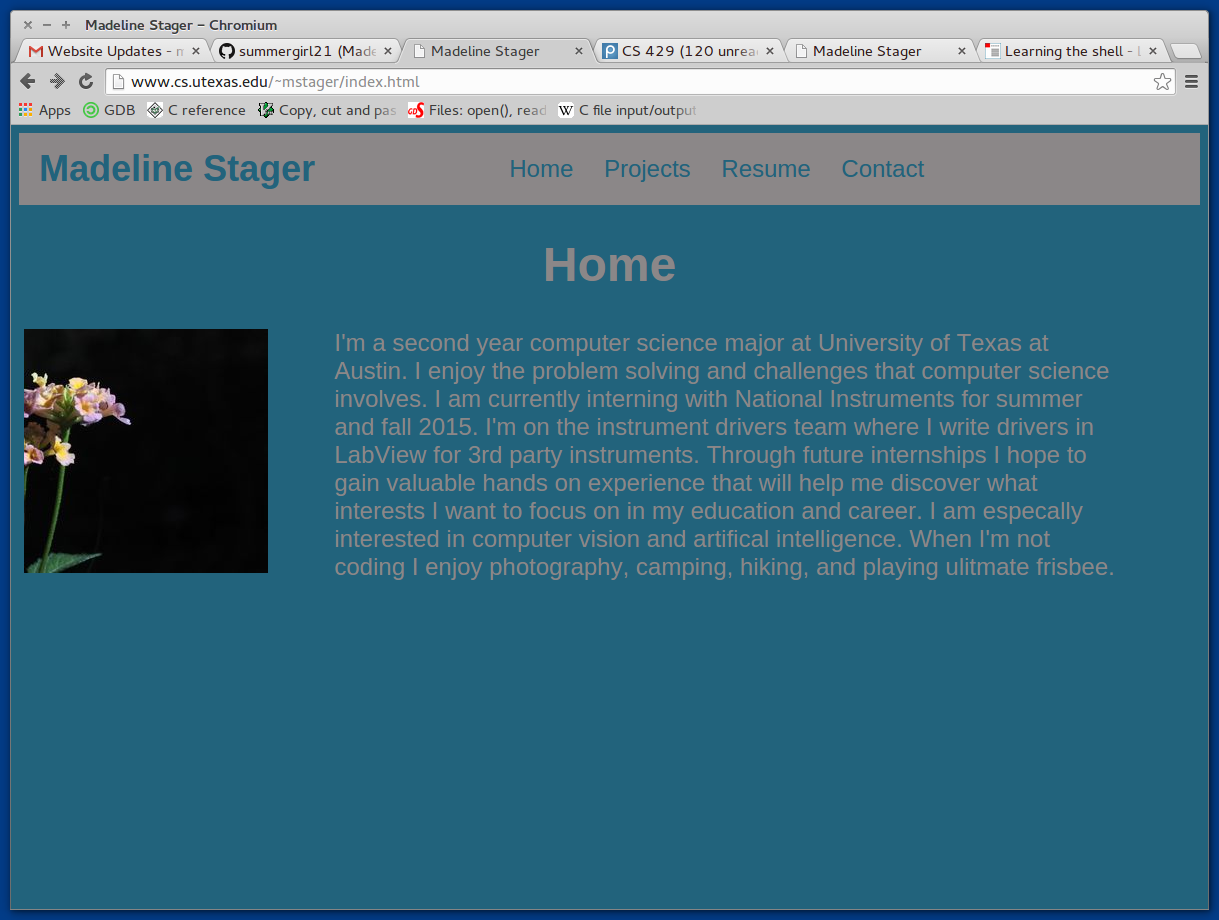 Madeline Stager - Chromium
Website Updates - m
summergirl21 (Made
Madeline Stager
CS 429 (120 unrea
Madeline Stager
Learning the shell - L
www.cs.utexas.edu/~mstager/index.html
Apps GDB C reference Copy, cut and pas Files: open(), read W C file input/output
Madeline Stager Home Projects Resume Contact
Home
I'm a second year computer science major at University of Texas at
Austin. I enjoy the problem solving and challenges that computer science
involves. I am currently interning with National Instruments for summer
and fall 2015. I'm on the instrument drivers team where I write drivers in
LabView for 3rd party instruments. Through future internships I hope to
gain valuable hands on experience that will help me discover what
interests I want to focus on in my education and career. I am especally
interested in computer vision and artifical intelligence. When I'm not
coding I enjoy photography, camping, hiking, and playing ulitmate frisbee.